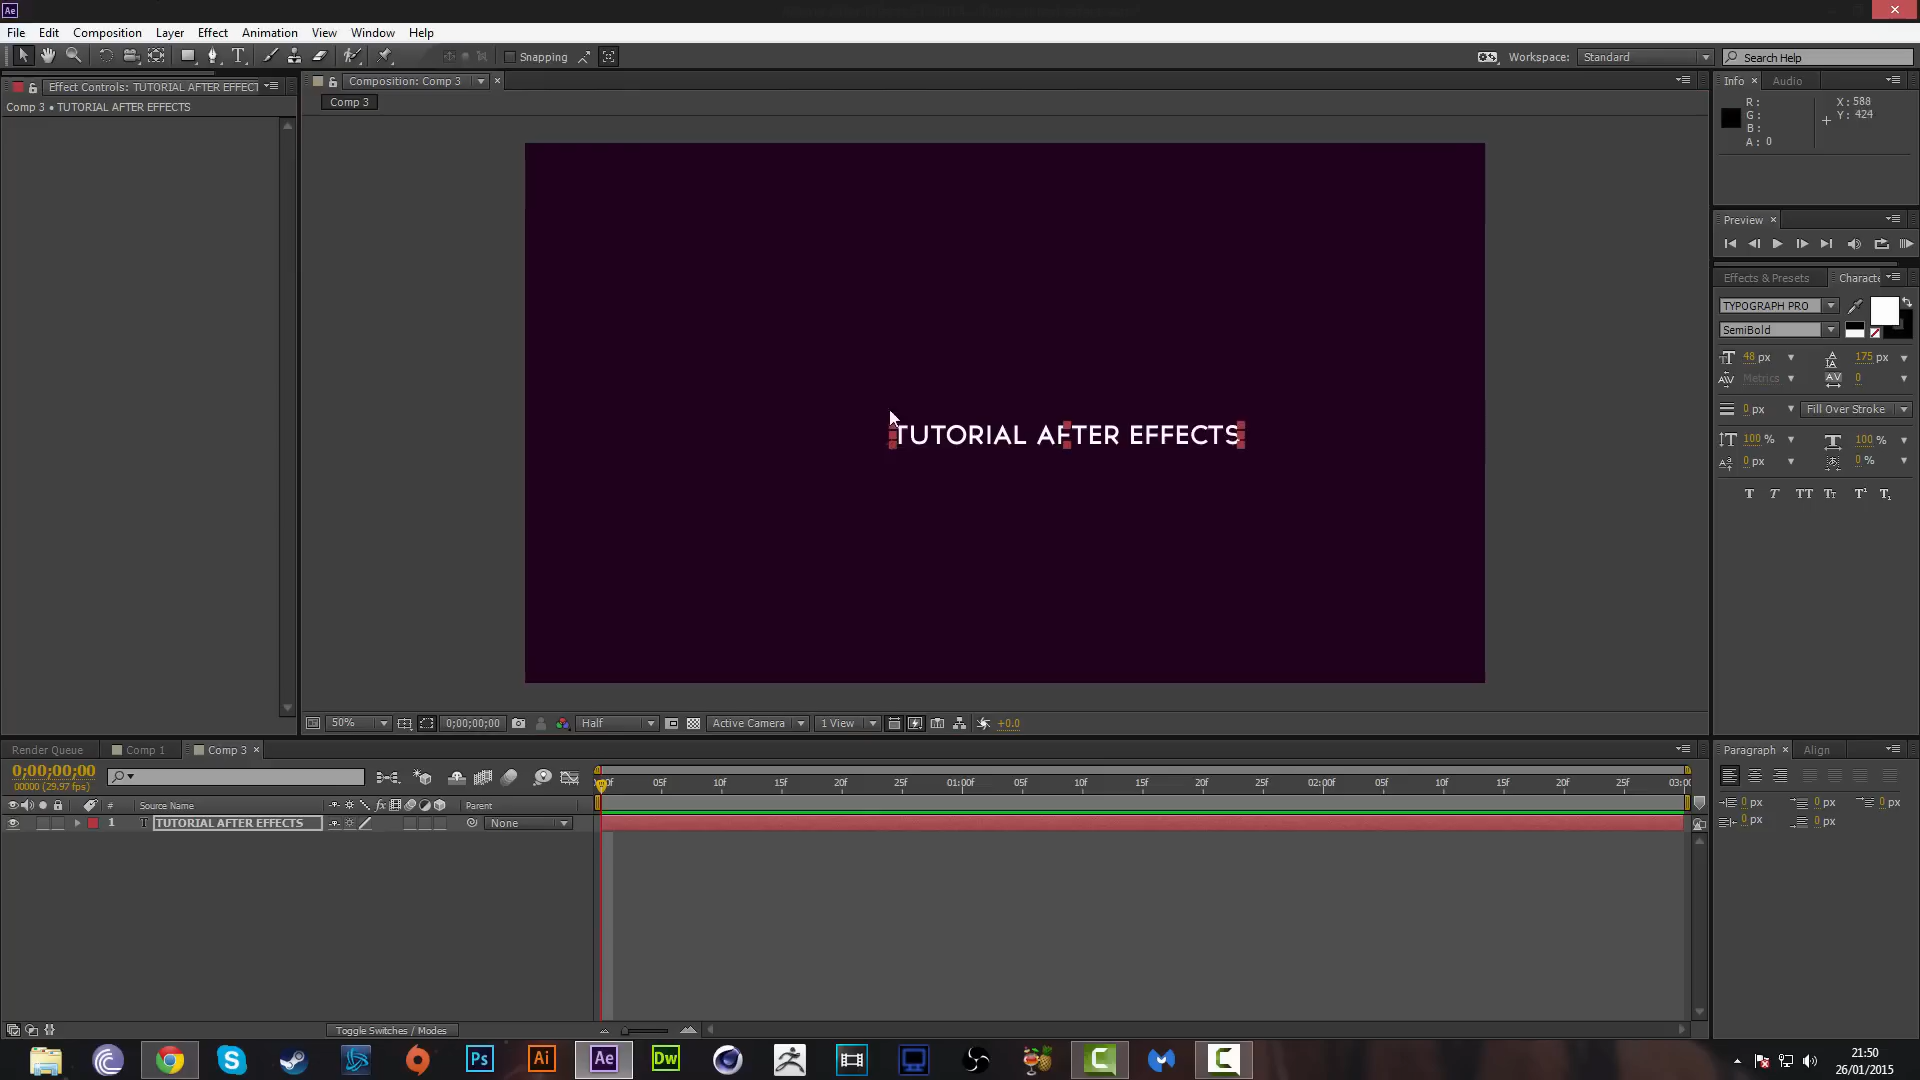 Ae
File Edit Composition Layer Effect Animation View Window Help
Snapping
Workspace: Standard
Search Help
Effect Controls: TUTORIAL AFTER EFFECT
Comp 3 • TUTORIAL AFTER EFFECTS
Composition: Comp 3
Comp 3
Info Audio
R:
G:
B:
A: 0
X: 588
Y: 424
TUTORIAL AFTER EFFECTS
Preview
Effects & Presets Characte
TYPOGRAPH PRO
SemiBold
48 px 175 px
Metrics 0
0 px Fill Over Stroke
100 % 100 %
0 px 0 %
T T TT Tt T¹ T₁
50% 0;00;00;00 Half Active Camera 1 View +0.0
Render Queue Comp 1 Comp 3
0;00;00;00
00000 (29.97 fps)
05f 10f 15f 20f 25f 01:00f 05f 10f 15f 20f 25f 02:00f 05f 10f 15f 20f 25f 03:0
# Source Name fx Parent
1 T TUTORIAL AFTER EFFECTS None
Toggle Switches / Modes
Paragraph Align
0 px 0 px 0 px
0 px 0 px
Ps Ai Ae Dw
21:50
26/01/2015